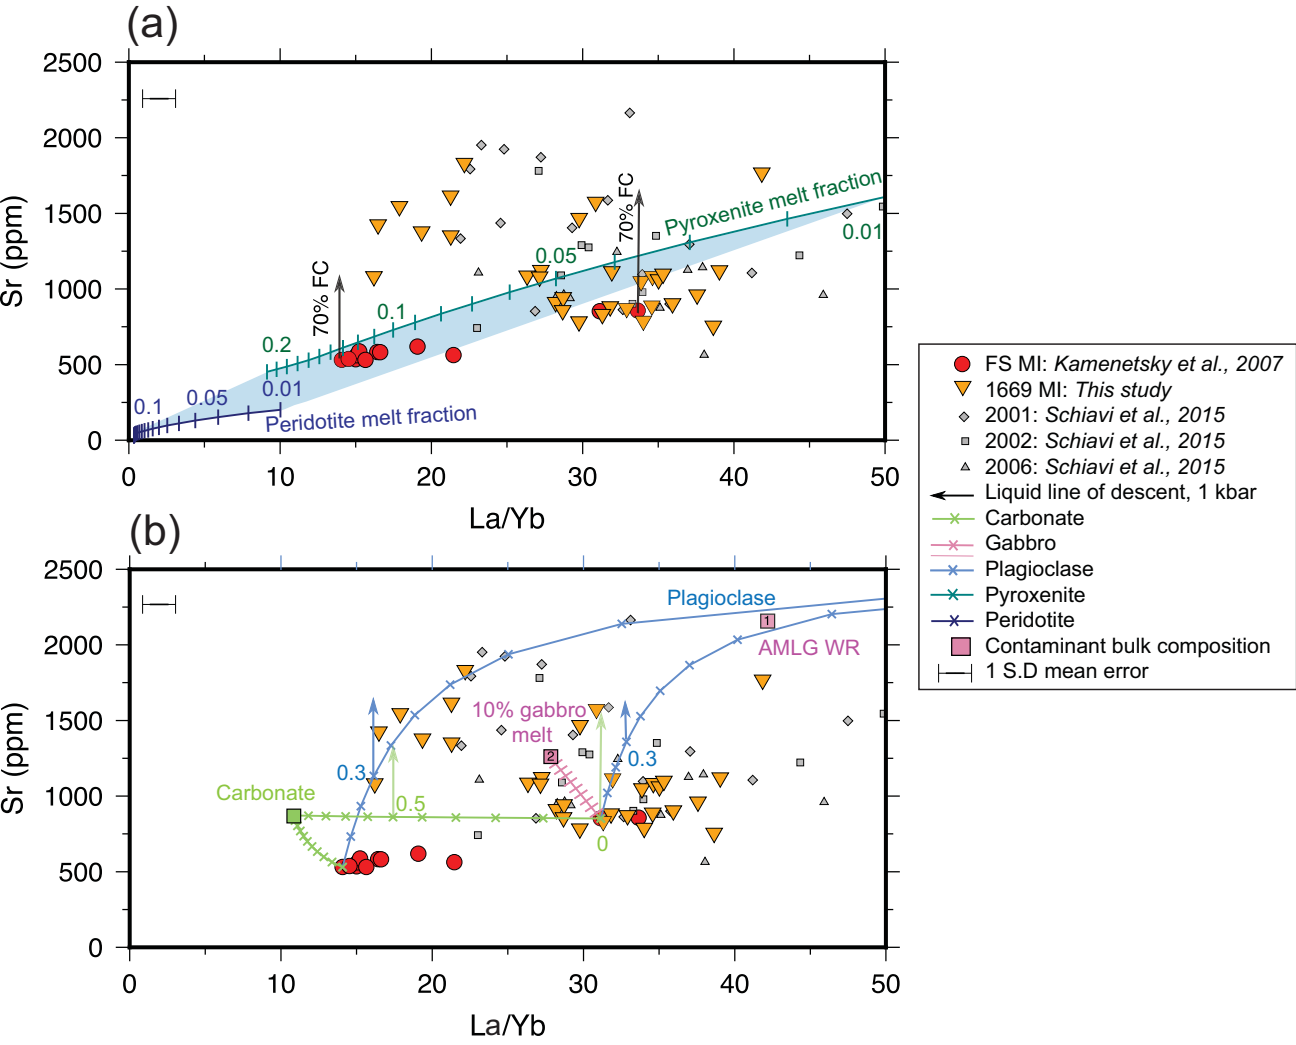 (a)
2500
2000
1500
1000
500
0
Sr (ppm)
70% FC
70% FC
Pyroxenite melt fraction
0.01
0.05
0.1
0.2
0.1
0.05
0.01
Peridotite melt fraction
0
10
20
30
40
50
La/Yb
FS MI: Kamenetsky et al., 2007
1669 MI: This study
2001: Schiavi et al., 2015
2002: Schiavi et al., 2015
2006: Schiavi et al., 2015
Liquid line of descent, 1 kbar
Carbonate
Gabbro
Plagioclase
Pyroxenite
Peridotite
Contaminant bulk composition
1 S.D mean error
(b)
2500
2000
1500
1000
500
0
Sr (ppm)
Plagioclase
1
AMLG WR
10% gabbro
melt
2
0.3
0.3
Carbonate
0.5
0
0
10
20
30
40
50
La/Yb